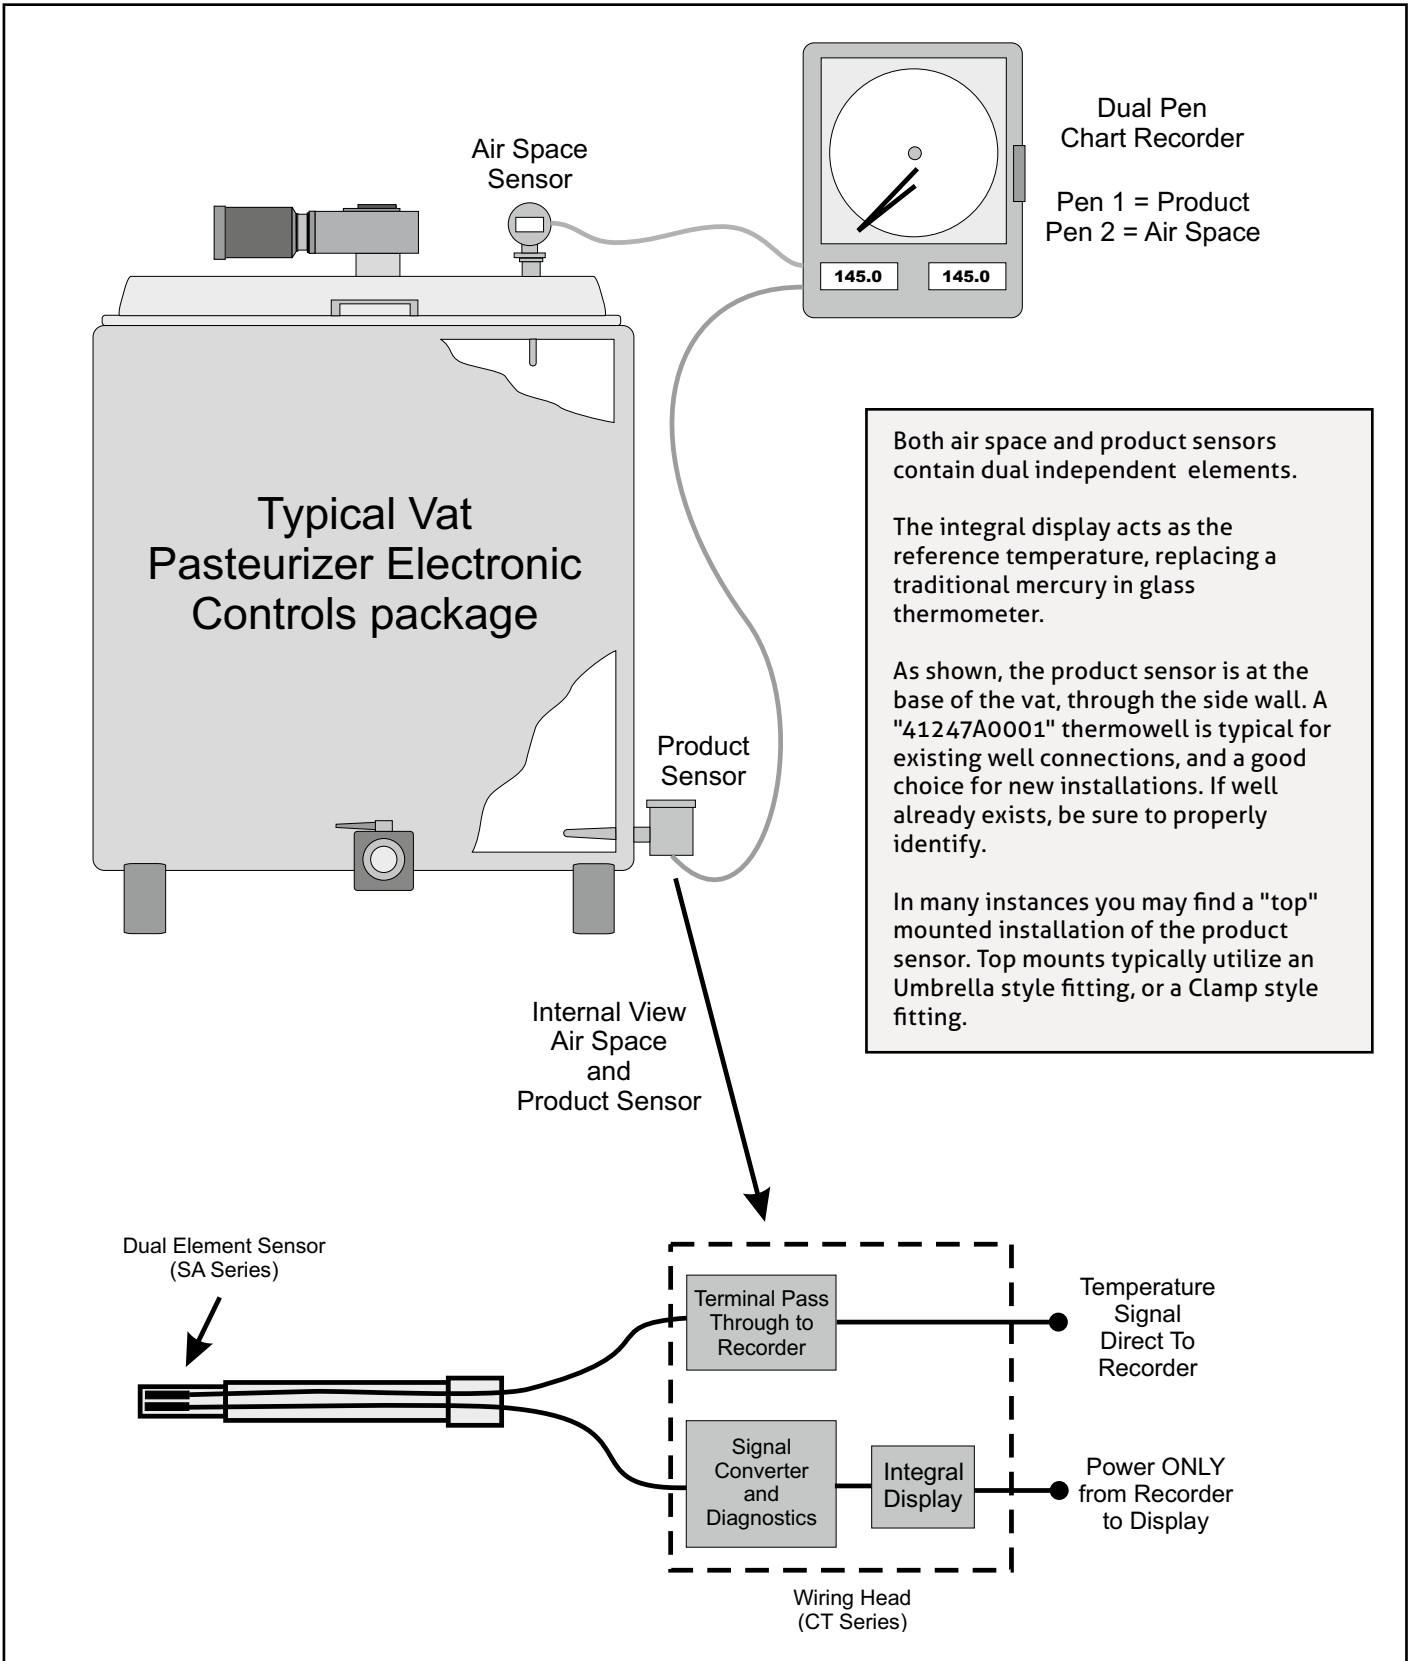 Air Space
Sensor
Dual Pen
Chart Recorder
Pen 1 = Product
Pen 2 = Air Space
145.0
145.0
Typical Vat
Pasteurizer Electronic
Controls package
Both air space and product sensors
contain dual independent elements.
The integral display acts as the
reference temperature, replacing a
traditional mercury in glass
thermometer.
As shown, the product sensor is at the
base of the vat, through the side wall. A
"41247A0001" thermowell is typical for
existing well connections, and a good
choice for new installations. If well
already exists, be sure to properly
identify.
In many instances you may find a "top"
mounted installation of the product
sensor. Top mounts typically utilize an
Umbrella style fitting, or a Clamp style
fitting.
Product
Sensor
Internal View
Air Space
and
Product Sensor
Dual Element Sensor
(SA Series)
Terminal Pass
Through to
Recorder
Temperature
Signal
Direct To
Recorder
Signal
Converter
and
Diagnostics
Integral
Display
Power ONLY
from Recorder
to Display
Wiring Head
(CT Series)